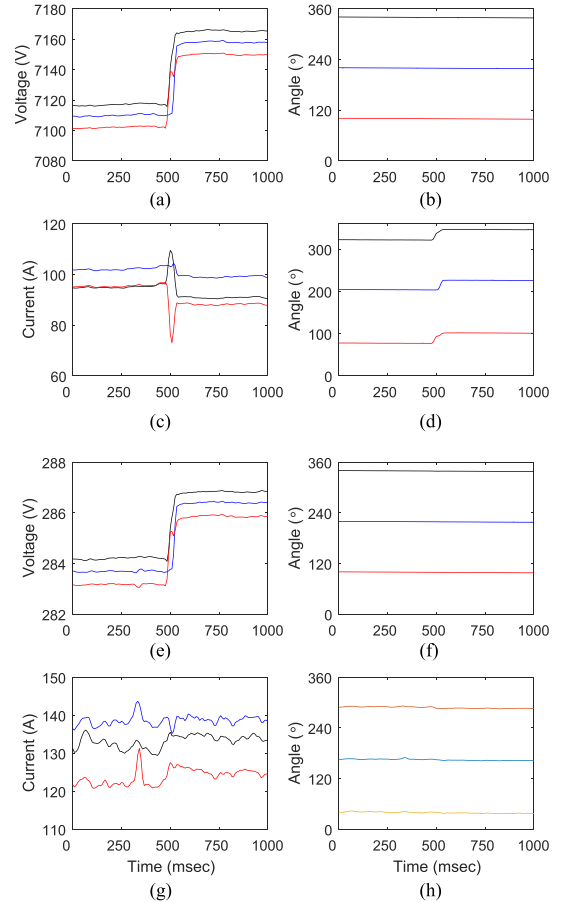 7180
7160
7140
7120
7100
7080
Voltage (V)
0 250 500 750 1000
(a)
360
240
120
0
Angle (°)
0 250 500 750 1000
(b)
120
100
80
60
Current (A)
0 250 500 750 1000
(c)
300
200
100
0
Angle (°)
0 250 500 750 1000
(d)
288
286
284
282
Voltage (V)
0 250 500 750 1000
(e)
360
240
120
0
Angle (°)
0 250 500 750 1000
(f)
150
140
130
120
110
Current (A)
0 250 500 750 1000
Time (msec)
(g)
360
240
120
0
Angle (°)
0 250 500 750 1000
Time (msec)
(h)